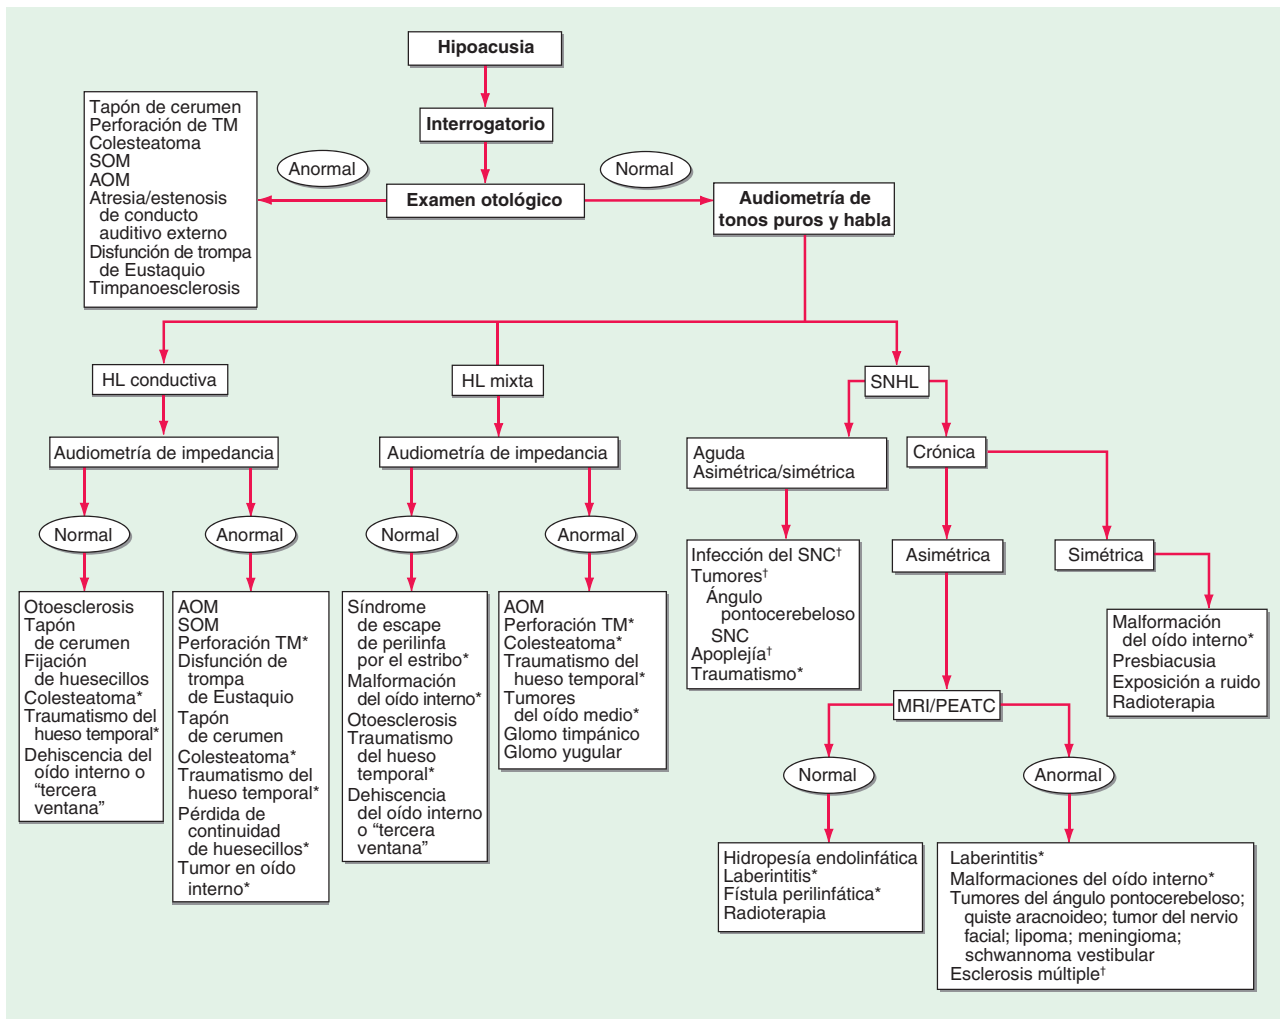 Hipoacusia
Interrogatorio
Tapón de cerumen
Perforación de TM
Colesteatoma
SOM
AOM
Atresia/estenosis
de conducto
auditivo externo
Disfunción de trompa
de Eustaquio
Timpanoesclerosis
Anormal
Normal
Examen otológico
Audiometría de
tonos puros y habla
HL conductiva
HL mixta
SNHL
Audiometría de impedancia
Audiometría de impedancia
Aguda
Asimétrica/simétrica
Crónica
Normal
Anormal
Normal
Anormal
Asimétrica
Simétrica
Otoesclerosis
Tapón
de cerumen
Fijación
de huesecillos
Colesteatoma*
Traumatismo del
hueso temporal*
Dehiscencia del
oído interno o
“tercera
ventana”
AOM
SOM
Perforación TM*
Disfunción de
trompa
de Eustaquio
Tapón
de cerumen
Colesteatoma*
Traumatismo del
hueso temporal*
Pérdida de
continuidad
de huesecillos*
Tumor en oído
interno*
Síndrome
de escape
de perilinfa
por el estribo*
Malformación
del oído interno*
Otoesclerosis
Traumatismo
del hueso
temporal*
Dehiscencia
del oído interno
o “tercera
ventana”
AOM
Perforación TM*
Colesteatoma*
Traumatismo del
hueso temporal*
Tumores
del oído medio*
Glomo timpánico
Glomo yugular
Infección del SNC†
Tumores†
Ángulo
pontocerebeloso
SNC
Apoplejía†
Traumatismo*
Malformación
del oído interno*
Presbiacusia
Exposición a ruido
Radioterapia
MRI/PEATC
Normal
Anormal
Hidropesía endolinfática
Laberintitis*
Fístula perilinfática*
Radioterapia
Laberintitis*
Malformaciones del oído interno*
Tumores del ángulo pontocerebeloso;
quiste aracnoideo; tumor del nervio
facial; lipoma; meningioma;
schwannoma vestibular
Esclerosis múltiple†